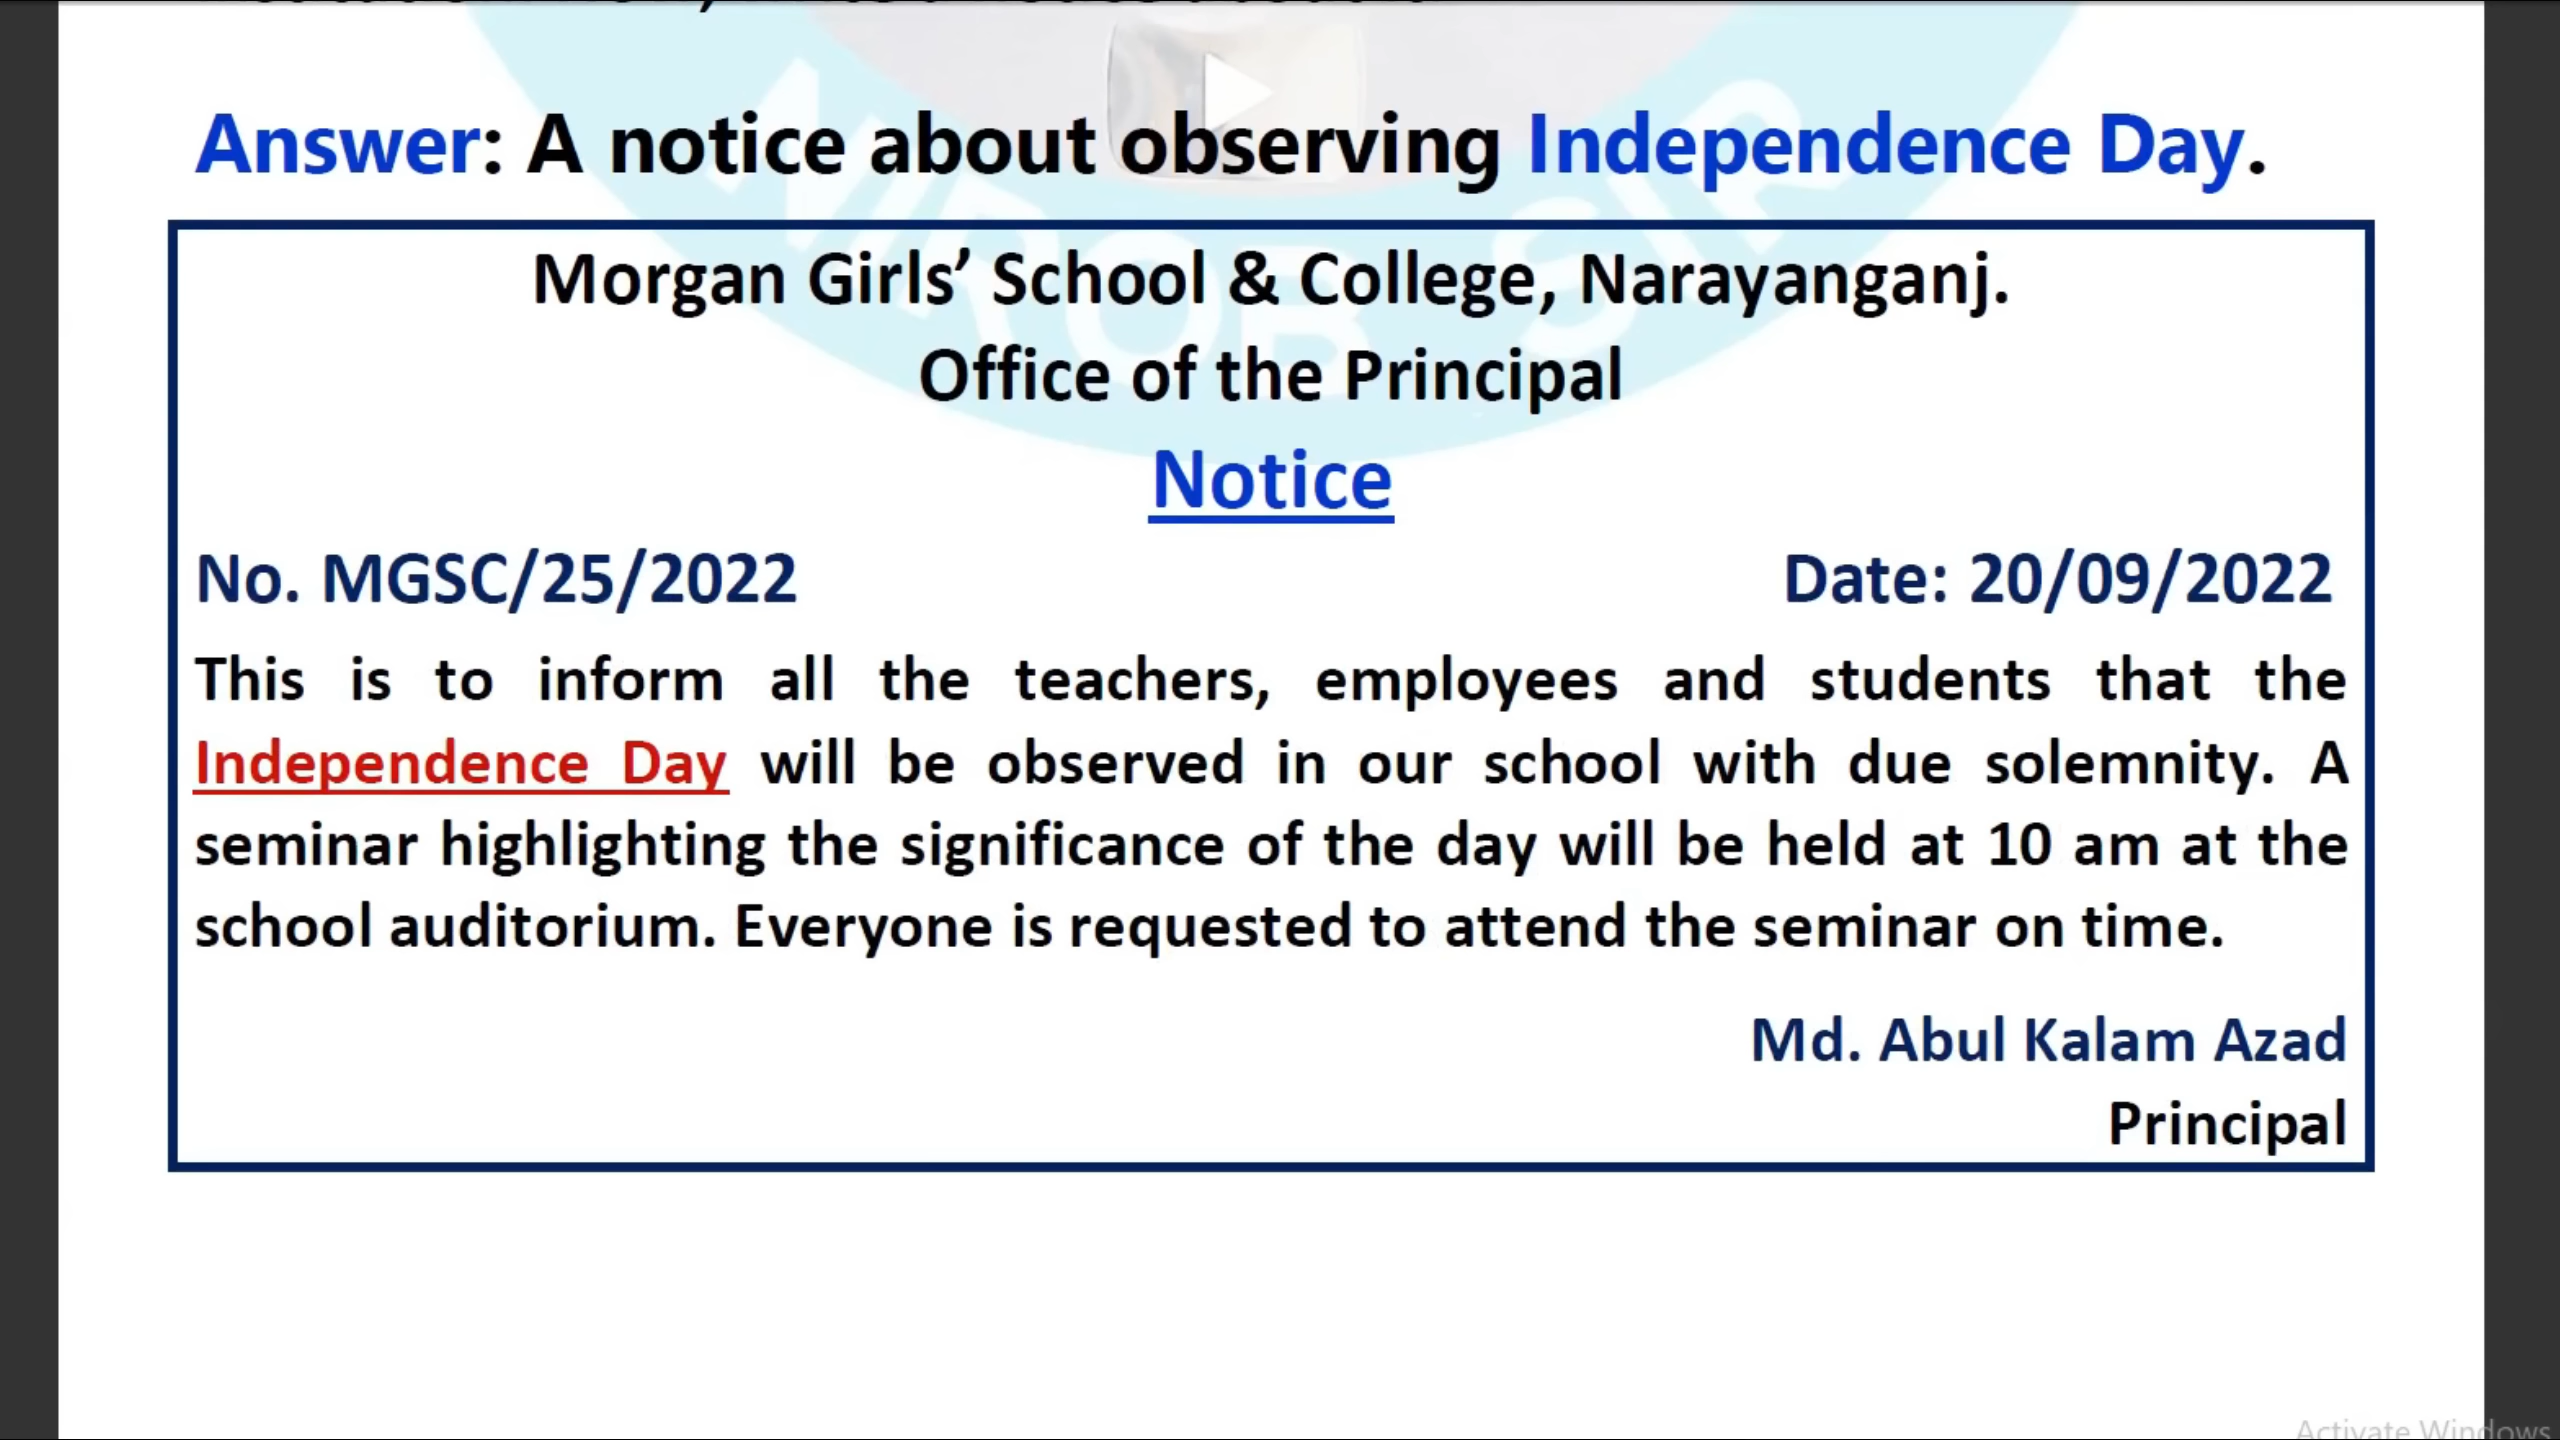 Answer: A notice about observing Independence Day.
NIROB SIR
Morgan Girls’ School & College, Narayanganj.
Office of the Principal
Notice
No. MGSC/25/2022 Date: 20/09/2022
This is to inform all the teachers, employees and students that the
Independence Day will be observed in our school with due solemnity. A
seminar highlighting the significance of the day will be held at 10 am at the
school auditorium. Everyone is requested to attend the seminar on time.
Md. Abul Kalam Azad
Principal
Activate Windows